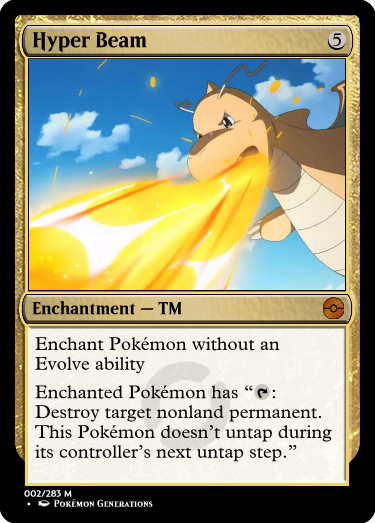 Hyper Beam 5
Enchantment — TM
Enchant Pokémon without an
Evolve ability
Enchanted Pokémon has “T:
Destroy target nonland permanent.
This Pokémon doesn’t untap during
its controller’s next untap step.”
002/283 M
• Pokémon Generations